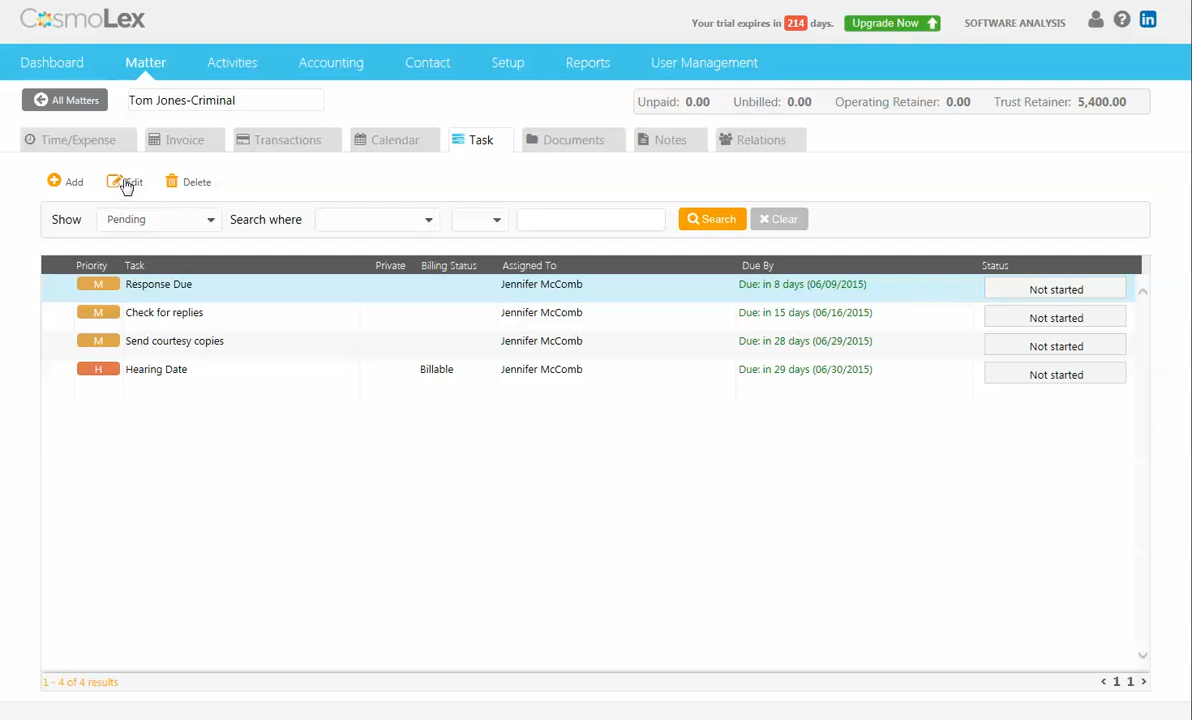 CosmoLex
Your trial expires in 214 days. Upgrade Now SOFTWARE ANALYSIS ? in
Dashboard Matter Activities Accounting Contact Setup Reports User Management
All Matters Tom Jones-Criminal Unpaid: 0.00 Unbilled: 0.00 Operating Retainer: 0.00 Trust Retainer: 5,400.00
Time/Expense Invoice Transactions Calendar Task Documents Notes Relations
Add Edit Delete
Show Pending Search where Search Clear
Priority Task Private Billing Status Assigned To Due By Status
M Response Due Jennifer McComb Due: in 8 days (06/09/2015) Not started
M Check for replies Jennifer McComb Due: in 15 days (06/16/2015) Not started
M Send courtesy copies Jennifer McComb Due: in 28 days (06/29/2015) Not started
H Hearing Date Billable Jennifer McComb Due: in 29 days (06/30/2015) Not started
1 - 4 of 4 results < 1 1 >